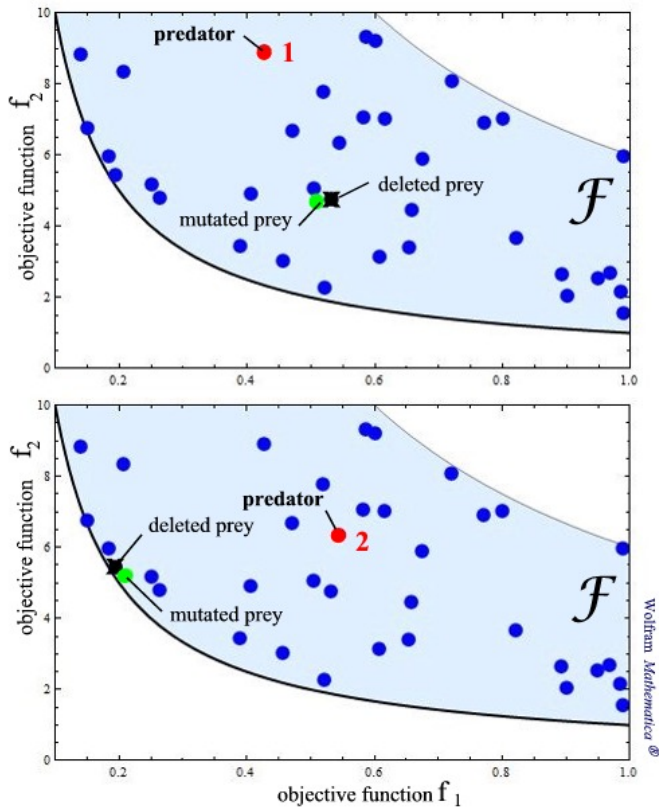 objective function f2
10
8
6
4
2
0
predator 1
deleted prey
mutated prey
ℱ
0.2 0.4 0.6 0.8 1.0
objective function f2
10
8
6
4
2
0
predator
2
deleted prey
mutated prey
ℱ
0.2 0.4 0.6 0.8 1.0
objective function f1
Wolfram Mathematica ®